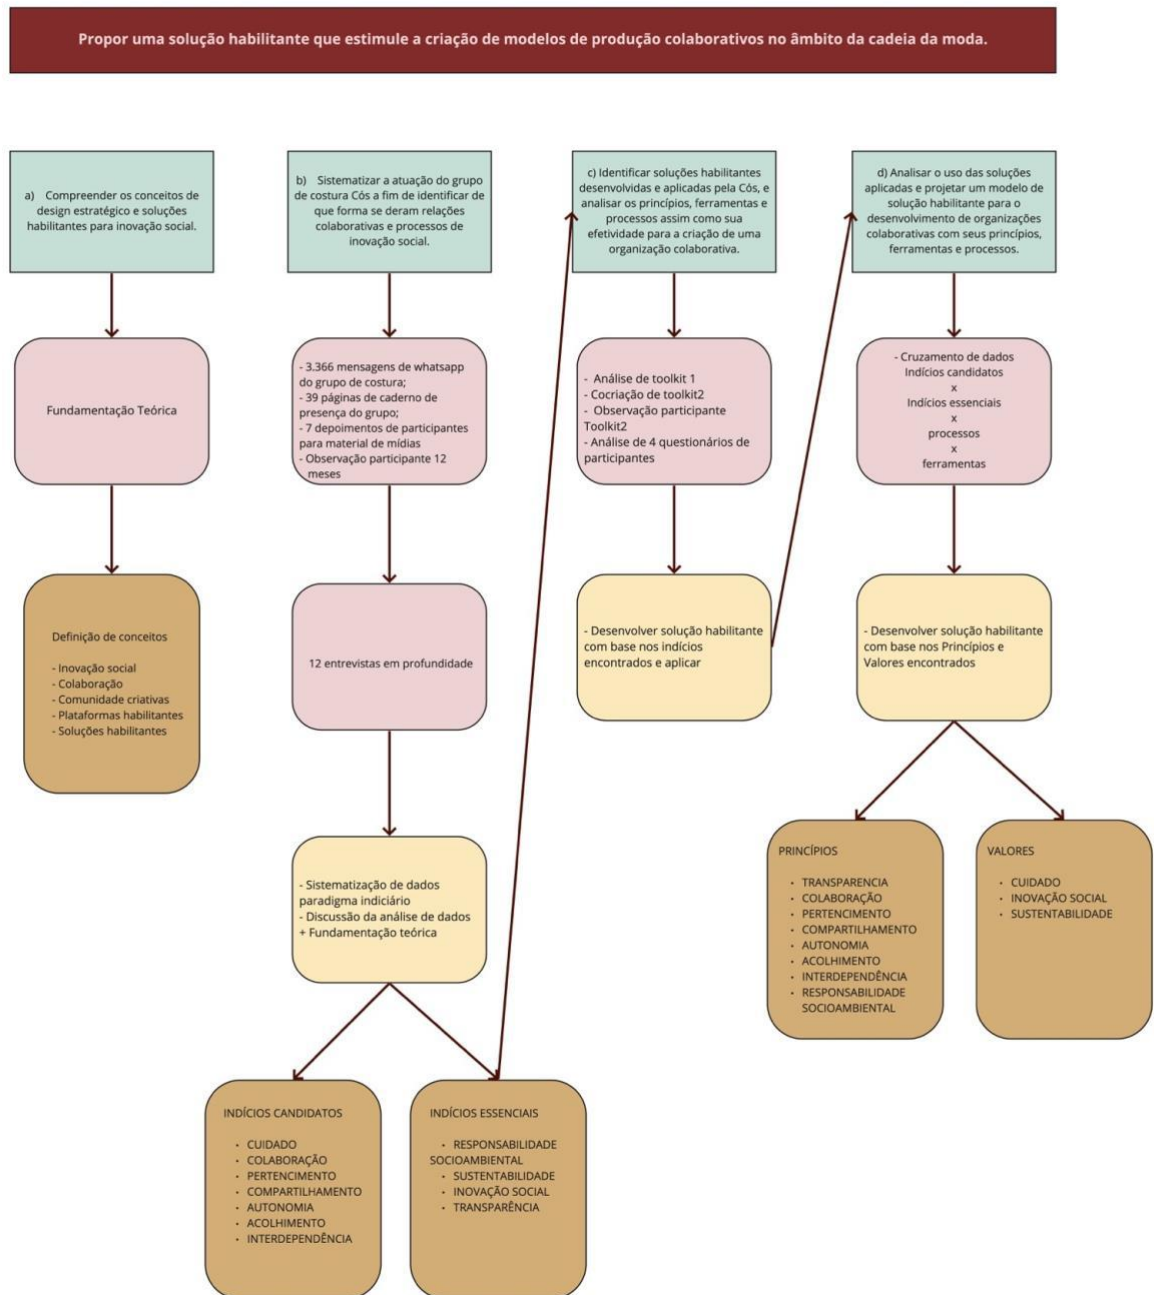 Propor uma solução habilitante que estimule a criação de modelos de produção colaborativos no âmbito da cadeia da moda.
a) Compreender os conceitos de
design estratégico e soluções
habilitantes para inovação social.
b) Sistematizar a atuação do grupo
de costura Cós a fim de identificar
de que forma se deram relações
colaborativas e processos de
inovação social.
c) Identificar soluções habilitantes
desenvolvidas e aplicadas pela Cós, e
analisar os princípios, ferramentas e
processos assim como sua
efetividade para a criação de uma
organização colaborativa.
d) Analisar o uso das soluções
aplicadas e projetar um modelo de
solução habilitante para o
desenvolvimento de organizações
colaborativas com seus princípios,
ferramentas e processos.
Fundamentação Teórica
- 3.366 mensagens de whatsapp
do grupo de costura;
- 39 páginas de caderno de
presença do grupo;
- 7 depoimentos de participantes
para material de mídias
- Observação participante 12
meses
- Análise de toolkit 1
- Cocriação de toolkit2
- Observação participante
Toolkit2
- Análise de 4 questionários de
participantes
- Cruzamento de dados
Indícios candidatos
x
Indícios essenciais
x
processos
x
ferramentas
Definição de conceitos
- Inovação social
- Colaboração
- Comunidade criativas
- Plataformas habilitantes
- Soluções habilitantes
12 entrevistas em profundidade
- Desenvolver solução habilitante
com base nos indícios
encontrados e aplicar
- Desenvolver solução habilitante
com base nos Princípios e
Valores encontrados
- Sistematização de dados
paradigma indiciário
- Discussão da análise de dados
+ Fundamentação teórica
PRINCÍPIOS
• TRANSPARENCIA
• COLABORAÇÃO
• PERTENCIMENTO
• COMPARTILHAMENTO
• AUTONOMIA
• ACOLHIMENTO
• INTERDEPENDÊNCIA
• RESPONSABILIDADE
SOCIOAMBIENTAL
VALORES
• CUIDADO
• INOVAÇÃO SOCIAL
• SUSTENTABILIDADE
INDÍCIOS CANDIDATOS
• CUIDADO
• COLABORAÇÃO
• PERTENCIMENTO
• COMPARTILHAMENTO
• AUTONOMIA
• ACOLHIMENTO
• INTERDEPENDÊNCIA
INDÍCIOS ESSENCIAIS
• RESPONSABILIDADE
SOCIOAMBIENTAL
• SUSTENTABILIDADE
• INOVAÇÃO SOCIAL
• TRANSPARÊNCIA